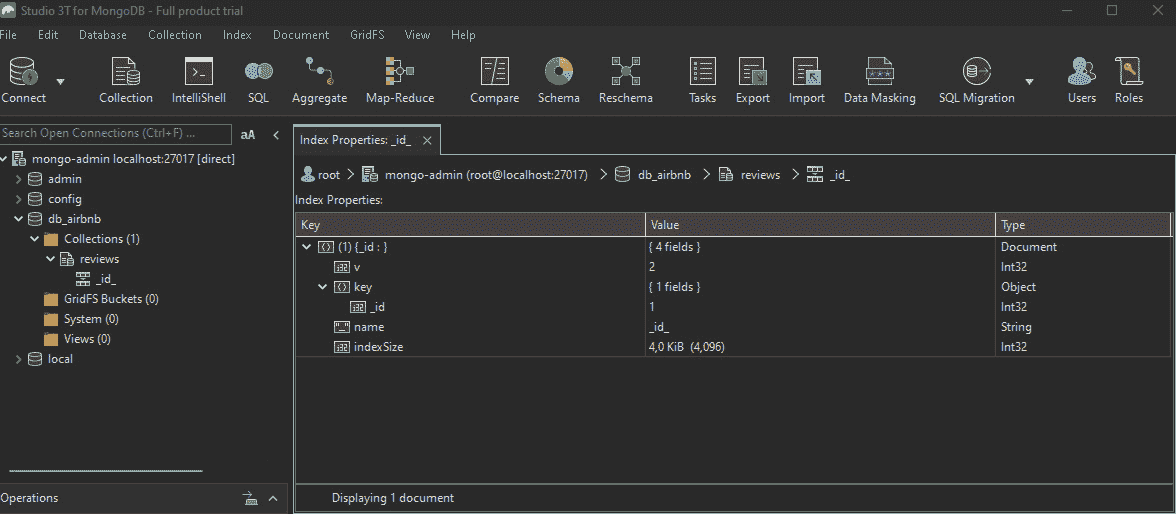 Studio 3T for MongoDB - Full product trial
File Edit Database Collection Index Document GridFS View Help
Connect Collection IntelliShell SQL Aggregate Map-Reduce Compare Schema Reschema Tasks Export Import Data Masking SQL Migration Users Roles
Search Open Connections (Ctrl+F) ... aA
mongo-admin localhost:27017 [direct]
admin
config
db_airbnb
Collections (1)
reviews
_id_
GridFS Buckets (0)
System (0)
Views (0)
local
Operations
Index Properties: _id_
root mongo-admin (root@localhost:27017) db_airbnb reviews _id_
Index Properties:
Key Value Type
(1) {_id : } { 4 fields } Document
v 2 Int32
key { 1 fields } Object
_id 1 Int32
name _id_ String
indexSize 4,0 KiB (4,096) Int32
Displaying 1 document